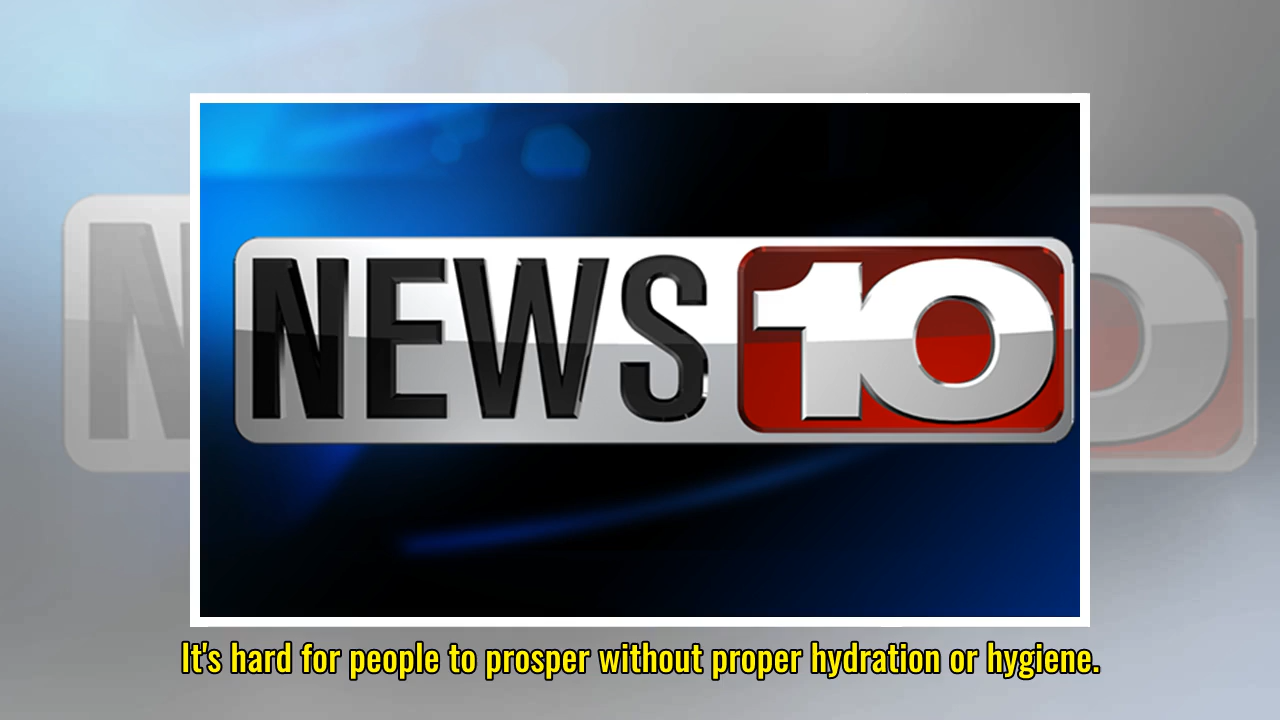 NEWS 10
It's hard for people to prosper without proper hydration or hygiene.